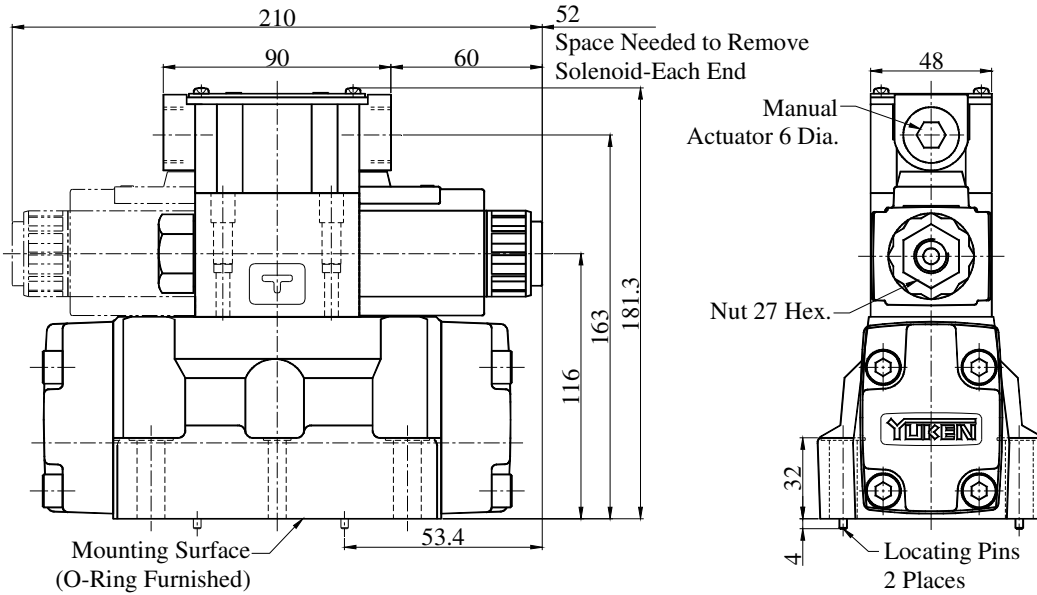 210
52
Space Needed to Remove
Solenoid-Each End
90
60
48
Manual
Actuator 6 Dia.
181.3
163
116
Nut 27 Hex.
YUKEN
32
4
53.4
Mounting Surface
(O-Ring Furnished)
Locating Pins
2 Places